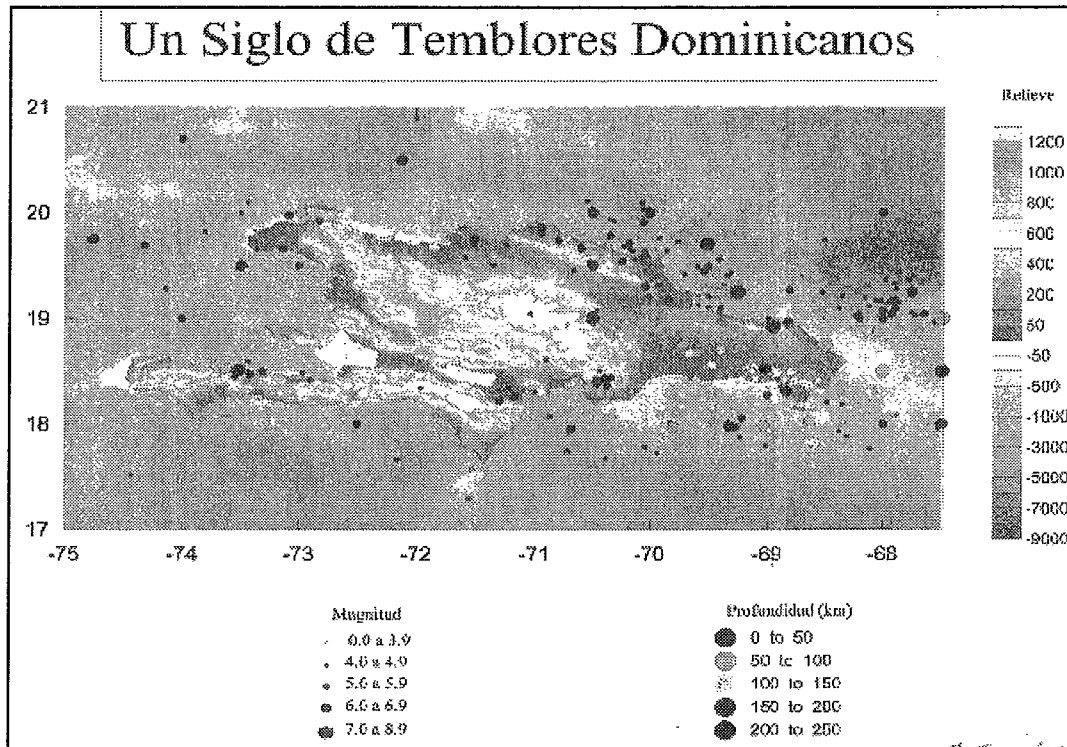 Un Siglo de Temblores Dominicanos
Relieve
21
20
19
18
17
-75 -74 -73 -72 -71 -70 -69 -68
1200
1000
800
600
400
200
50
-50
-500
-1000
-3000
-5000
-7000
-9000
Magnitud
0.0 a 3.9
4.0 a 4.9
5.0 a 5.9
6.0 a 6.9
7.0 a 8.9
Profundidad (km)
0 to 50
50 to 100
100 to 150
150 to 200
200 to 250